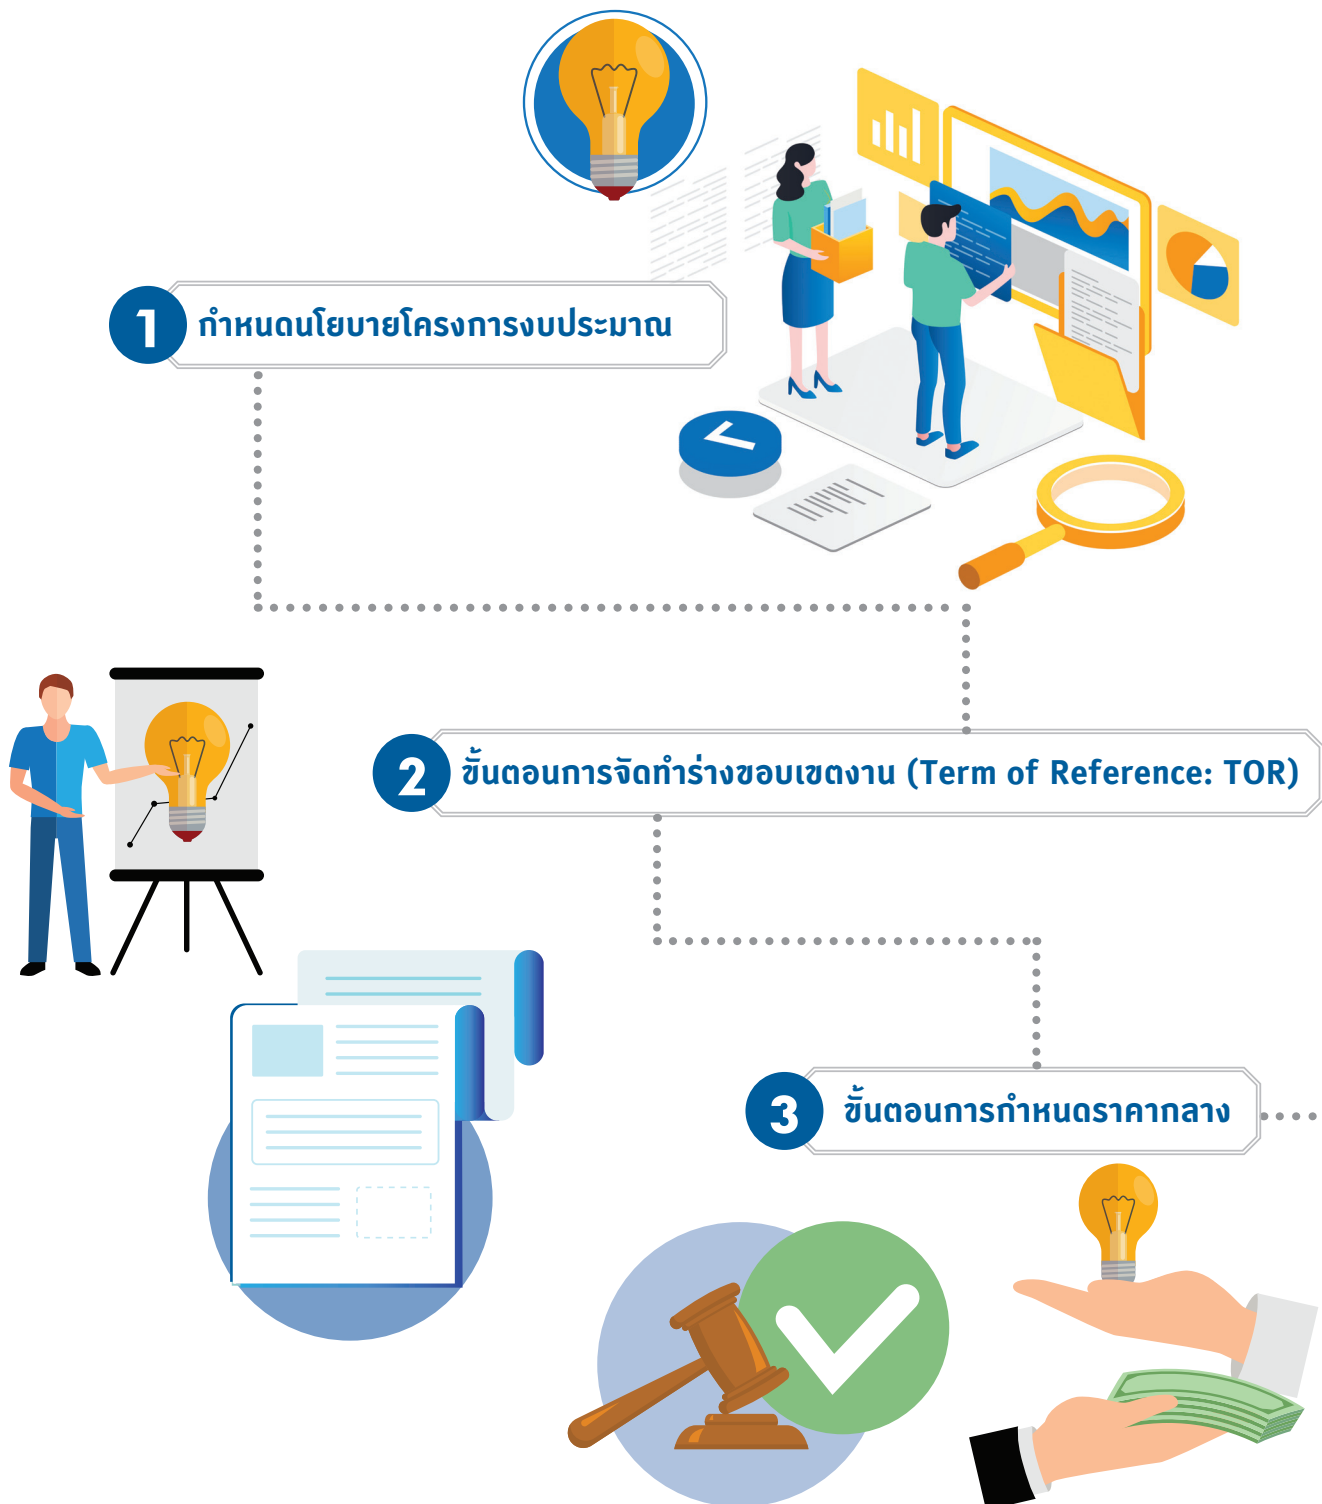 1 กำหนดนโยบายโครงการงบประมาณ
2 ขั้นตอนการจัดทำร่างขอบเขตงาน (Term of Reference: TOR)
3 ขั้นตอนการกำหนดราคากลาง